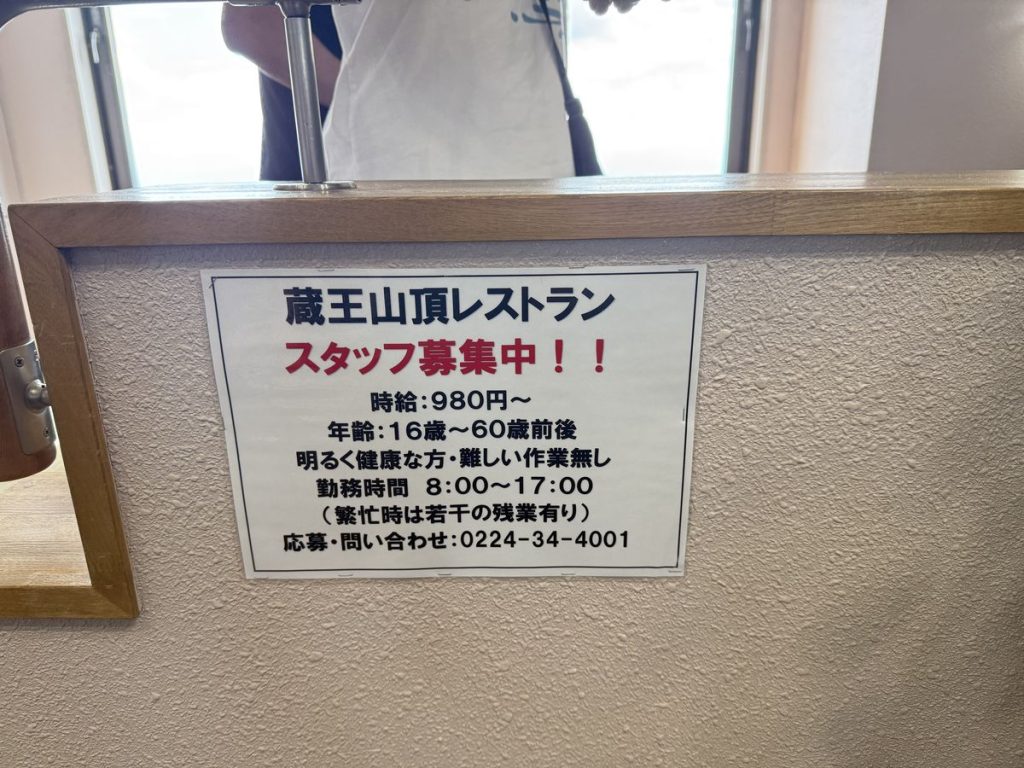 蔵王山頂レストラン
スタッフ募集中！！
時給：980円～
年齢：16歳～60歳前後
明るく健康な方・難しい作業無し
勤務時間 8：00～17：00
（繁忙時は若干の残業有り）
応募・問い合わせ：0224-34-4001